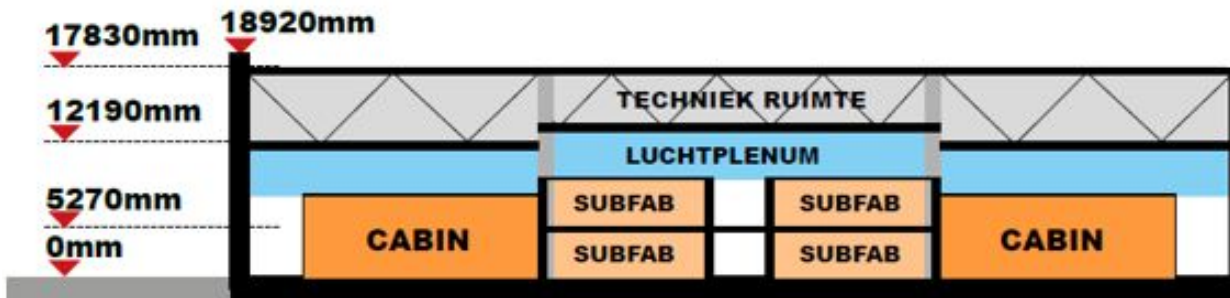 17830mm
18920mm
12190mm
5270mm
0mm
TECHNIEK RUIMTE
LUCHTPLENUM
SUBFAB
SUBFAB
CABIN
SUBFAB
SUBFAB
CABIN